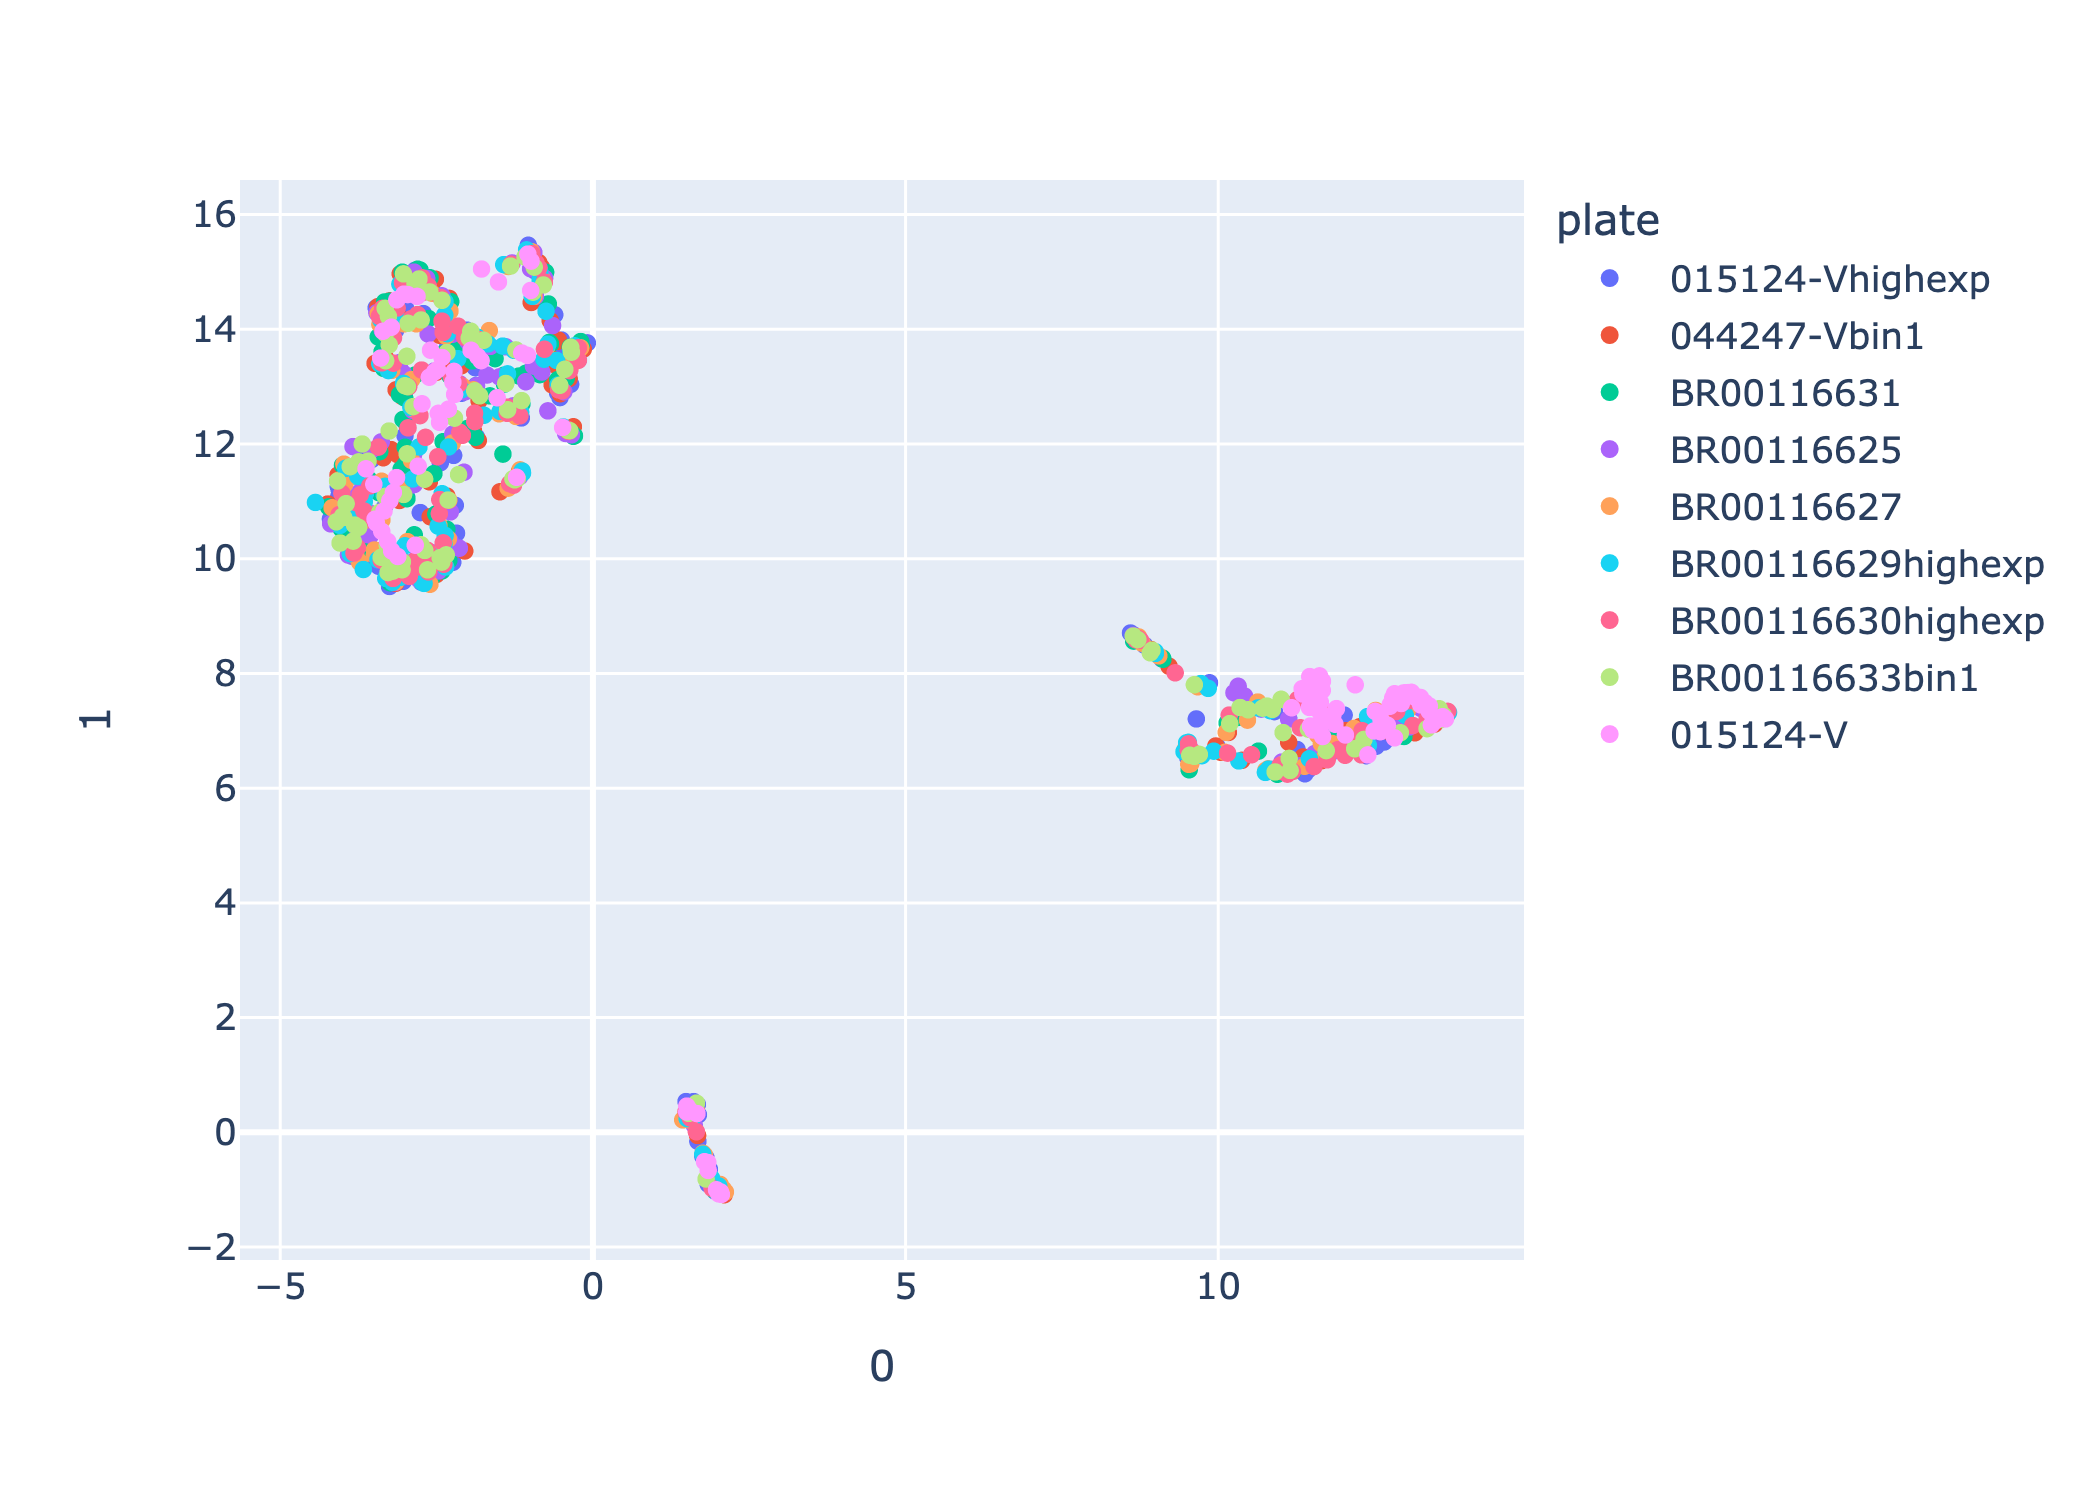 16
14
12
10
8
6
4
2
0
−2
−5
0
5
10
0
1
plate
015124-Vhighexp
044247-Vbin1
BR00116631
BR00116625
BR00116627
BR00116629highexp
BR00116630highexp
BR00116633bin1
015124-V